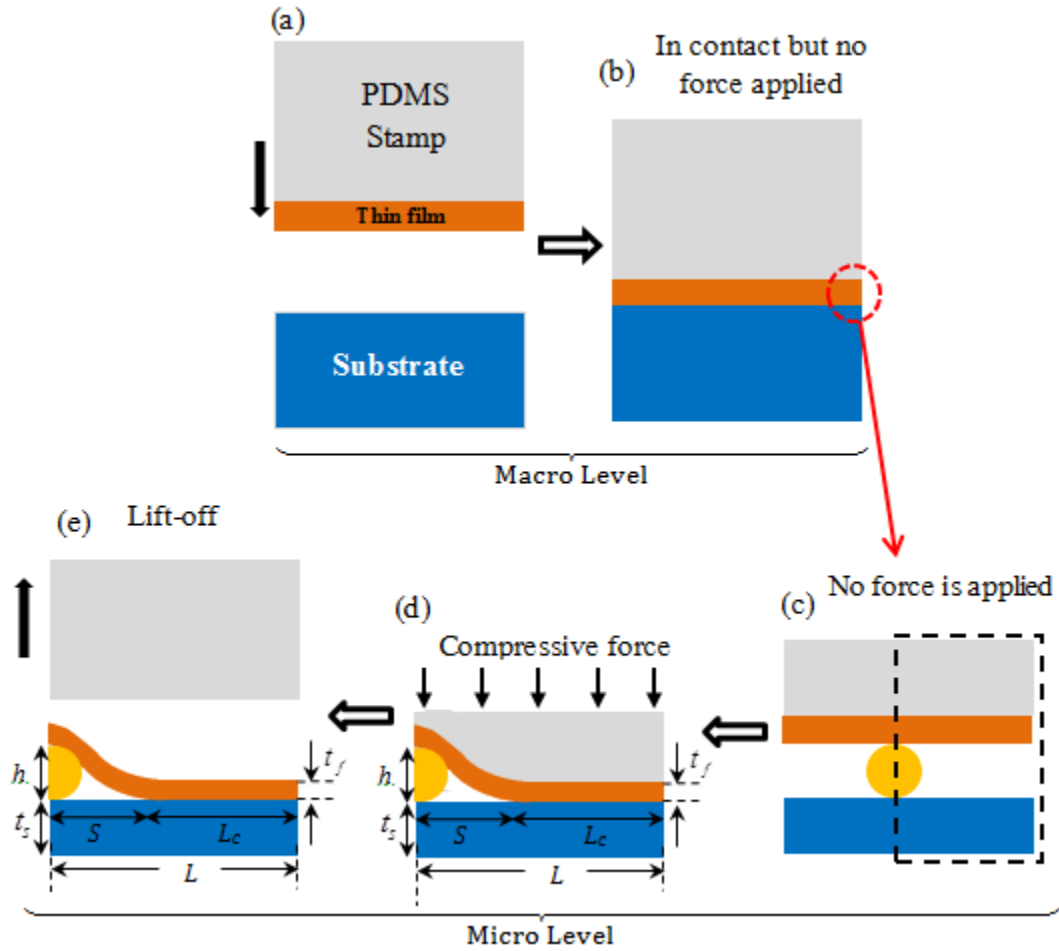 (a)
PDMS
Stamp
Thin film
Substrate
(b)
In contact but no
force applied
Macro Level
(e)
Lift-off
h.
t_s
S
L_c
L
t_f
(d)
Compressive force
h.
t_s
S
L_c
L
t_f
(c)
No force is applied
Micro Level